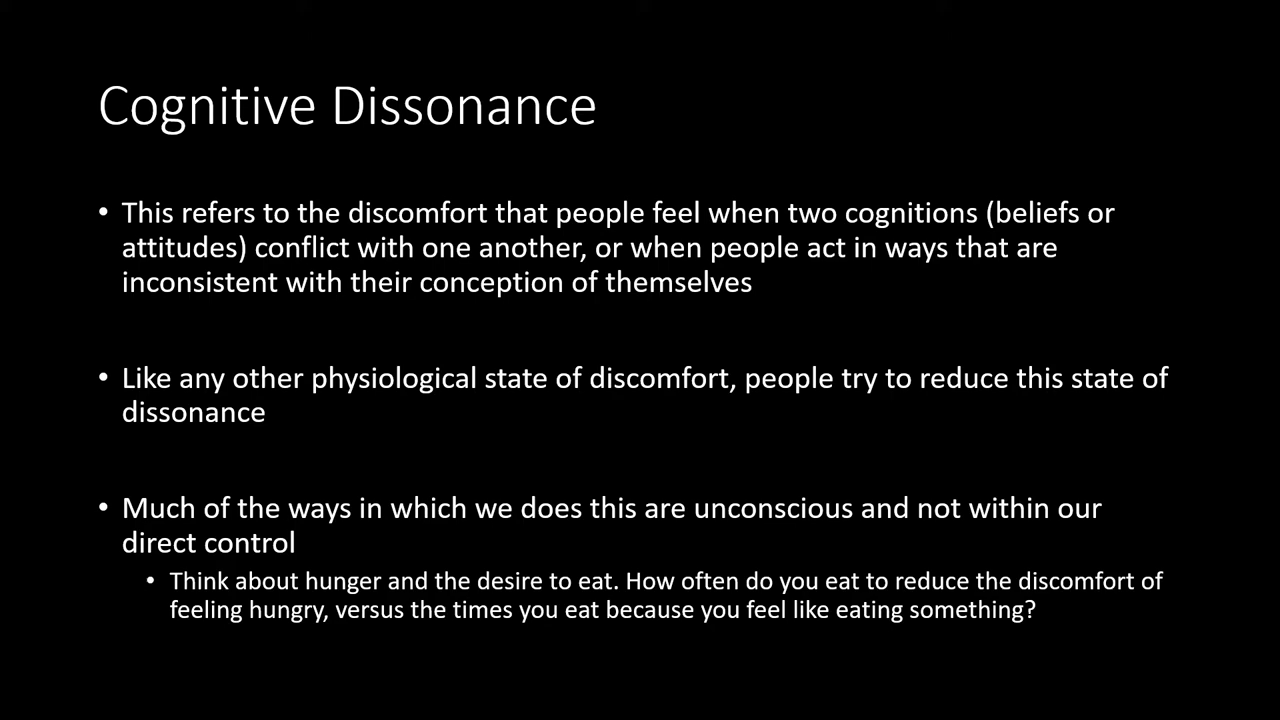 Cognitive Dissonance
• This refers to the discomfort that people feel when two cognitions (beliefs or
attitudes) conflict with one another, or when people act in ways that are
inconsistent with their conception of themselves
• Like any other physiological state of discomfort, people try to reduce this state of
dissonance
• Much of the ways in which we does this are unconscious and not within our
direct control
• Think about hunger and the desire to eat. How often do you eat to reduce the discomfort of
feeling hungry, versus the times you eat because you feel like eating something?